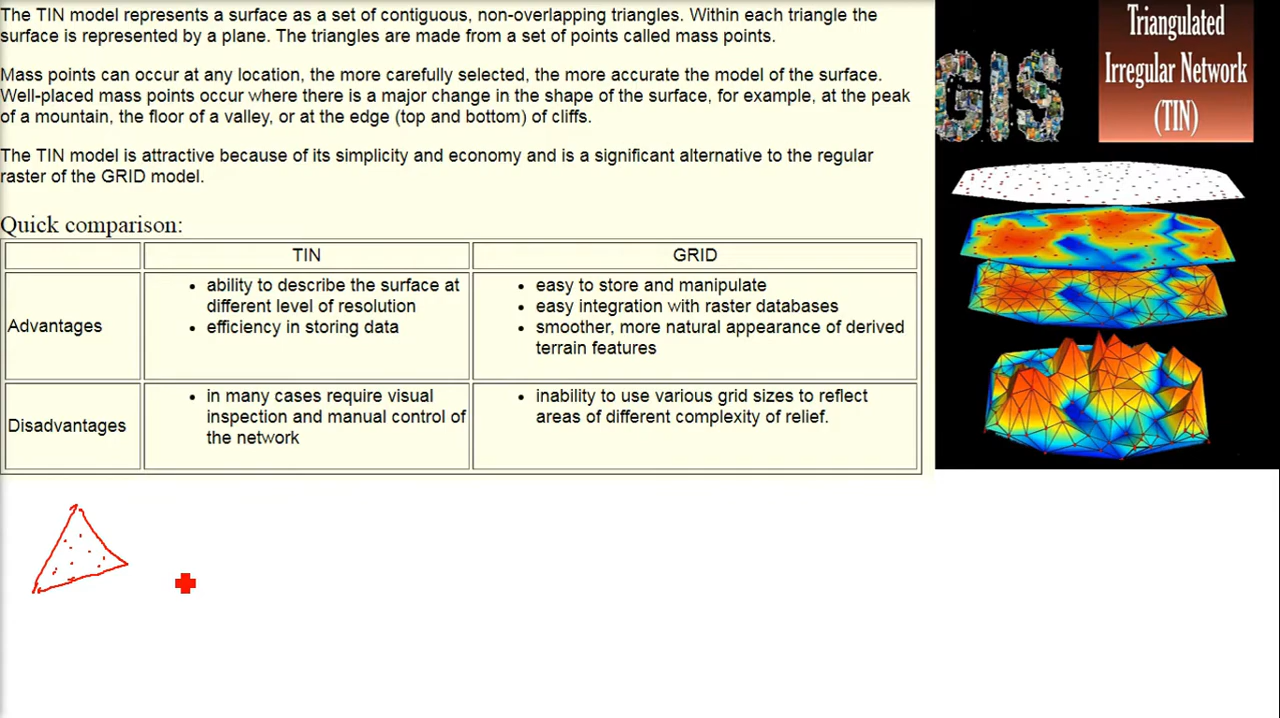 The TIN model represents a surface as a set of contiguous, non-overlapping triangles. Within each triangle the
surface is represented by a plane. The triangles are made from a set of points called mass points.
Mass points can occur at any location, the more carefully selected, the more accurate the model of the surface.
Well-placed mass points occur where there is a major change in the shape of the surface, for example, at the peak
of a mountain, the floor of a valley, or at the edge (top and bottom) of cliffs.
The TIN model is attractive because of its simplicity and economy and is a significant alternative to the regular
raster of the GRID model.
Quick comparison:
TIN
GRID
Advantages
• ability to describe the surface at
different level of resolution
• efficiency in storing data
• easy to store and manipulate
• easy integration with raster databases
• smoother, more natural appearance of derived
terrain features
Disadvantages
• in many cases require visual
inspection and manual control of
the network
• inability to use various grid sizes to reflect
areas of different complexity of relief.
GIS
Triangulated
Irregular Network
(TIN)